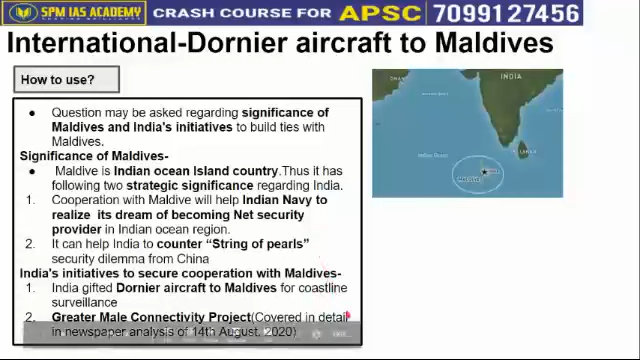 SPM IAS ACADEMY
CRASH COURSE FOR APSC 7099127456
International-Dornier aircraft to Maldives
How to use?
● Question may be asked regarding significance of
Maldives and India's initiatives to build ties with
Maldives.
Significance of Maldives-
● Maldive is Indian ocean Island country.Thus it has
following two strategic significance regarding India.
1. Cooperation with Maldive will help Indian Navy to
realize its dream of becoming Net security
provider in Indian ocean region.
2. It can help India to counter “String of pearls”
security dilemma from China
India's initiatives to secure cooperation with Maldives-
1. India gifted Dornier aircraft to Maldives for coastline
surveillance
2. Greater Male Connectivity Project(Covered in detail
in newspaper analysis of 14th August, 2020)
INDIA